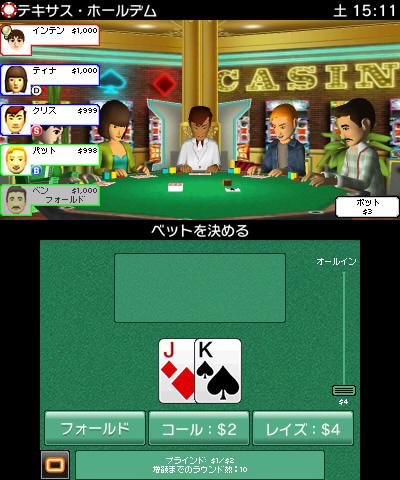 テキサス・ホールデム
土 15:11
インテン $1,000
ティナ $1,000
D
クリス $999
S
パット $998
B
ベン $1,000
フォールド
CASIN
ポット
$3
ベットを決める
オールイン
J K
$4
フォールド
コール:$2
レイズ:$4
ブラインド:$1/$2
増額までのラウンド数:10